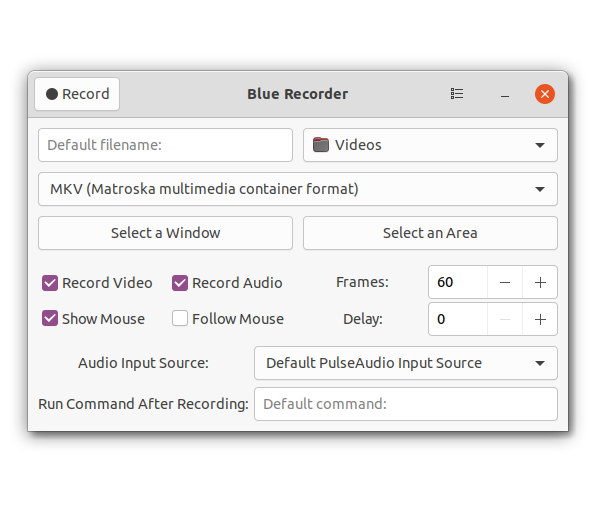 Record
Blue Recorder
Default filename:
Videos
MKV (Matroska multimedia container format)
Select a Window
Select an Area
Record Video
Record Audio
Frames:
60
Show Mouse
Follow Mouse
Delay:
0
Audio Input Source:
Default PulseAudio Input Source
Run Command After Recording:
Default command: